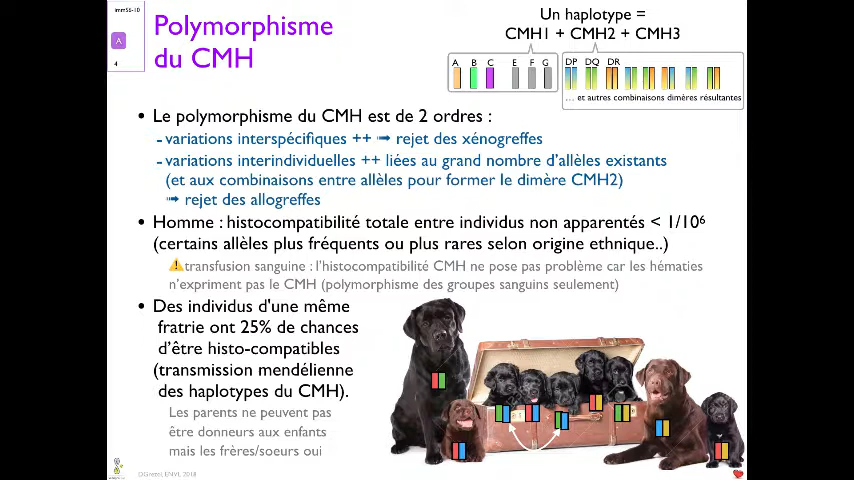 Imm56-10
A
4
Polymorphisme
du CMH
Un haplotype =
CMH1 + CMH2 + CMH3
A B C E F G
DP DQ DR
... et autres combinaisons dimères résultantes
• Le polymorphisme du CMH est de 2 ordres :
- variations interspécifiques ++ ➟ rejet des xénogreffes
- variations interindividuelles ++ liées au grand nombre d'allèles existants
(et aux combinaisons entre allèles pour former le dimère CMH2)
➟ rejet des allogreffes
• Homme : histocompatibilité totale entre individus non apparentés < 1/10⁶
(certains allèles plus fréquents ou plus rares selon origine ethnique..)
⚠transfusion sanguine : l'histocompatibilité CMH ne pose pas problème car les hématies
n'expriment pas le CMH (polymorphisme des groupes sanguins seulement)
• Des individus d'une même
fratrie ont 25% de chances
d'être histo-compatibles
(transmission mendélienne
des haplotypes du CMH).
Les parents ne peuvent pas
être donneurs aux enfants
mais les frères/soeurs oui